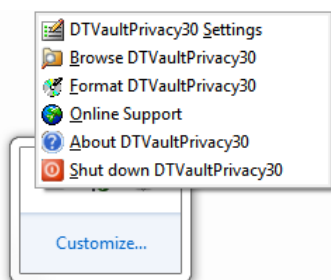 DTVaultPrivacy30 Settings
Browse DTVaultPrivacy30
Format DTVaultPrivacy30
Online Support
About DTVaultPrivacy30
Shut down DTVaultPrivacy30
Customize...